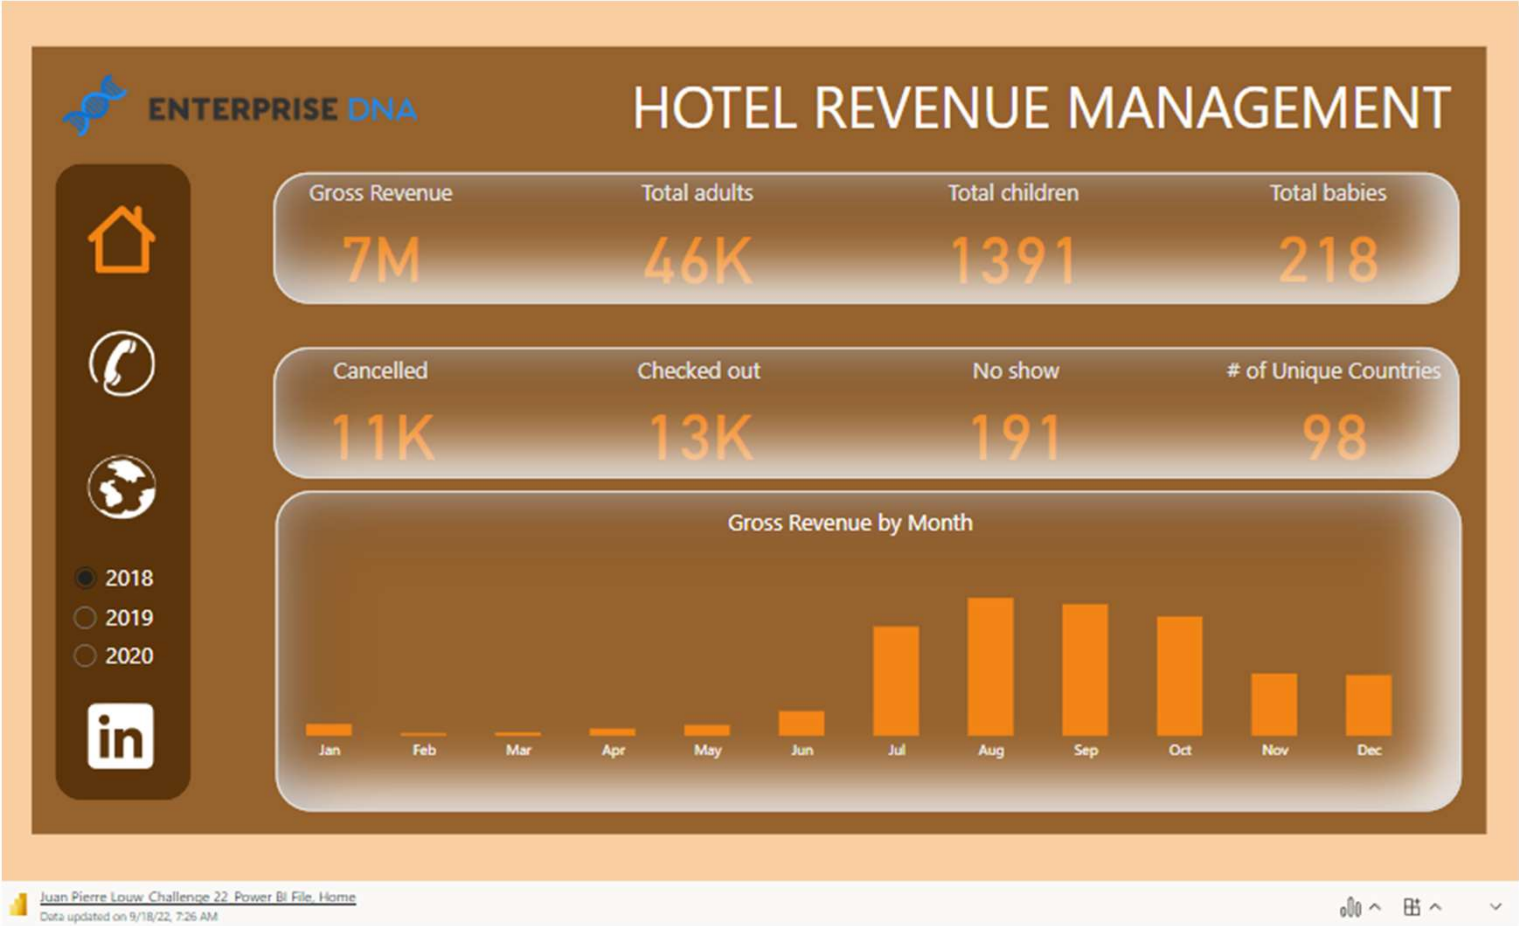 ENTERPRISE DNA
HOTEL REVENUE MANAGEMENT
Gross Revenue Total adults Total children Total babies
7M 46K 1391 218
Cancelled Checked out No show # of Unique Countries
11K 13K 191 98
2018
2019
2020
in
Gross Revenue by Month
Jan Feb Mar Apr May Jun Jul Aug Sep Oct Nov Dec
Juan Pierre Louw Challenge 22 Power BI File, Home
Data updated on 9/18/22, 7:26 AM